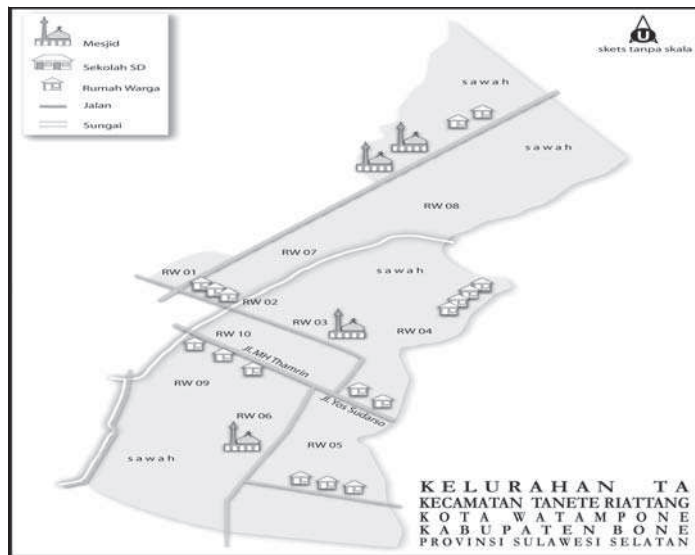 Mesjid
Sekolah SD
Rumah Warga
Jalan
Sungai
U
skets tanpa skala
sawah
sawah
RW 08
RW 07
sawah
RW 01
RW 02
RW 03
RW 04
RW 10
Jl. MH Thamrin
RW 09
Jl. Yos Sudarso
RW 06
RW 05
sawah
KELURAHAN TA
KECAMATAN TANETE RIATTANG
KOTA WATAMPONE
KABUPATEN BONE
PROVINSI SULAWESI SELATAN